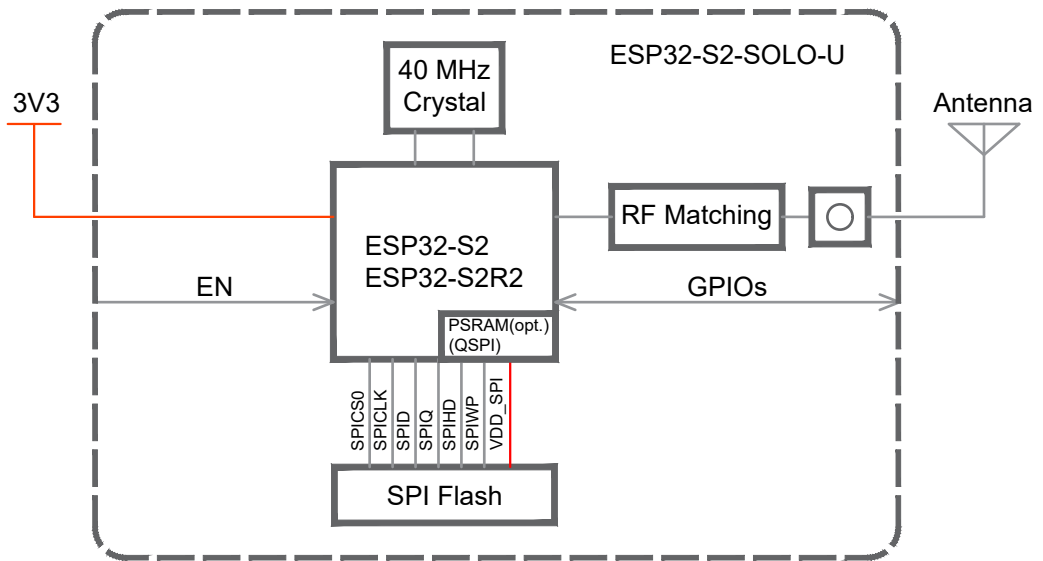 ESP32-S2-SOLO-U
40 MHz
Crystal
3V3
Antenna
RF Matching
ESP32-S2
ESP32-S2R2
EN
GPIOs
PSRAM(opt.)
(QSPI)
SPICS0
SPICLK
SPID
SPIQ
SPIHD
SPIWP
VDD_SPI
SPI Flash